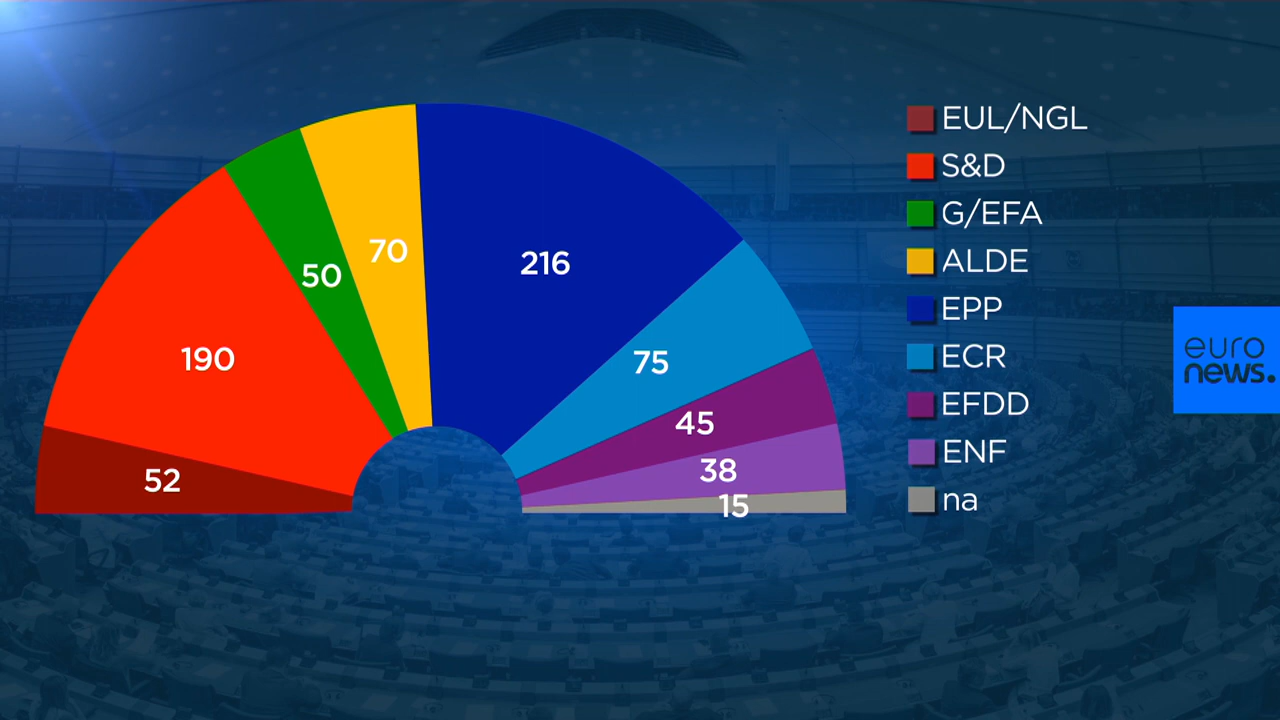 52
190
50
70
216
75
45
38
15
EUL/NGL
S&D
G/EFA
ALDE
EPP
ECR
EFDD
ENF
na
euro
news.